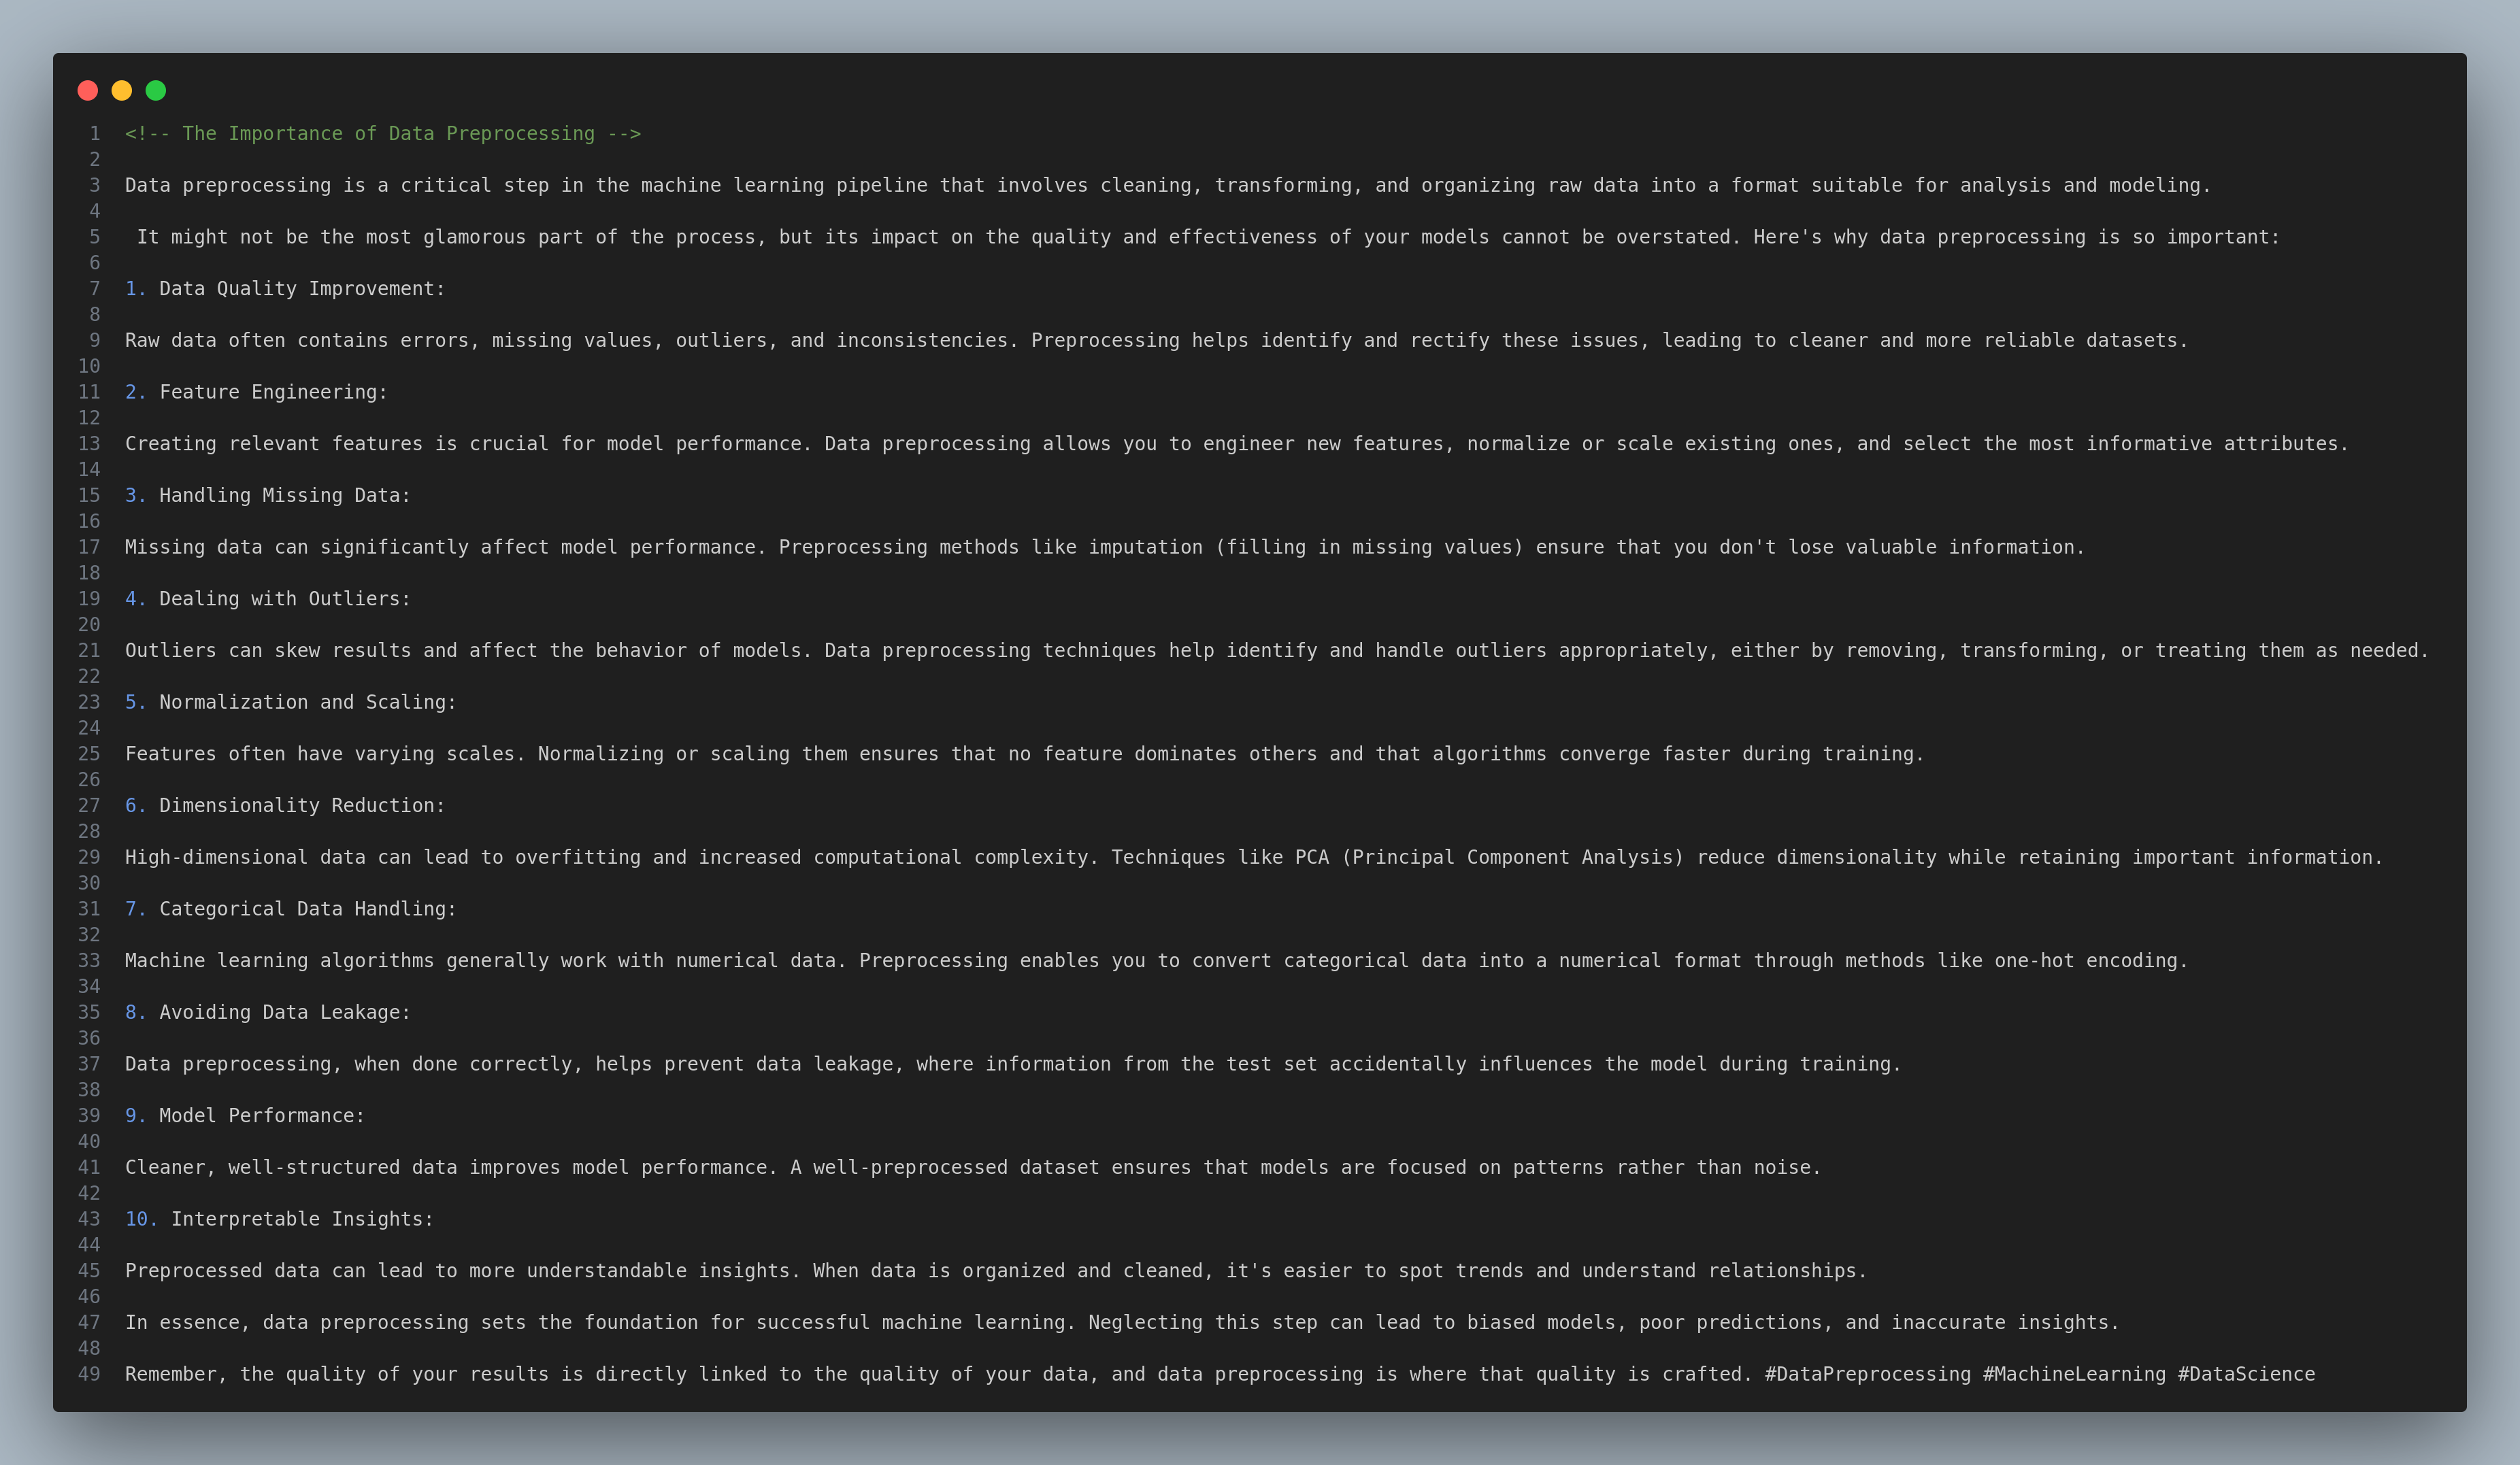 1 <!-- The Importance of Data Preprocessing -->
2
3 Data preprocessing is a critical step in the machine learning pipeline that involves cleaning, transforming, and organizing raw data into a format suitable for analysis and modeling.
4
5  It might not be the most glamorous part of the process, but its impact on the quality and effectiveness of your models cannot be overstated. Here's why data preprocessing is so important:
6
7 1. Data Quality Improvement:
8
9 Raw data often contains errors, missing values, outliers, and inconsistencies. Preprocessing helps identify and rectify these issues, leading to cleaner and more reliable datasets.
10
11 2. Feature Engineering:
12
13 Creating relevant features is crucial for model performance. Data preprocessing allows you to engineer new features, normalize or scale existing ones, and select the most informative attributes.
14
15 3. Handling Missing Data:
16
17 Missing data can significantly affect model performance. Preprocessing methods like imputation (filling in missing values) ensure that you don't lose valuable information.
18
19 4. Dealing with Outliers:
20
21 Outliers can skew results and affect the behavior of models. Data preprocessing techniques help identify and handle outliers appropriately, either by removing, transforming, or treating them as needed.
22
23 5. Normalization and Scaling:
24
25 Features often have varying scales. Normalizing or scaling them ensures that no feature dominates others and that algorithms converge faster during training.
26
27 6. Dimensionality Reduction:
28
29 High-dimensional data can lead to overfitting and increased computational complexity. Techniques like PCA (Principal Component Analysis) reduce dimensionality while retaining important information.
30
31 7. Categorical Data Handling:
32
33 Machine learning algorithms generally work with numerical data. Preprocessing enables you to convert categorical data into a numerical format through methods like one-hot encoding.
34
35 8. Avoiding Data Leakage:
36
37 Data preprocessing, when done correctly, helps prevent data leakage, where information from the test set accidentally influences the model during training.
38
39 9. Model Performance:
40
41 Cleaner, well-structured data improves model performance. A well-preprocessed dataset ensures that models are focused on patterns rather than noise.
42
43 10. Interpretable Insights:
44
45 Preprocessed data can lead to more understandable insights. When data is organized and cleaned, it's easier to spot trends and understand relationships.
46
47 In essence, data preprocessing sets the foundation for successful machine learning. Neglecting this step can lead to biased models, poor predictions, and inaccurate insights.
48
49 Remember, the quality of your results is directly linked to the quality of your data, and data preprocessing is where that quality is crafted. #DataPreprocessing #MachineLearning #DataScience